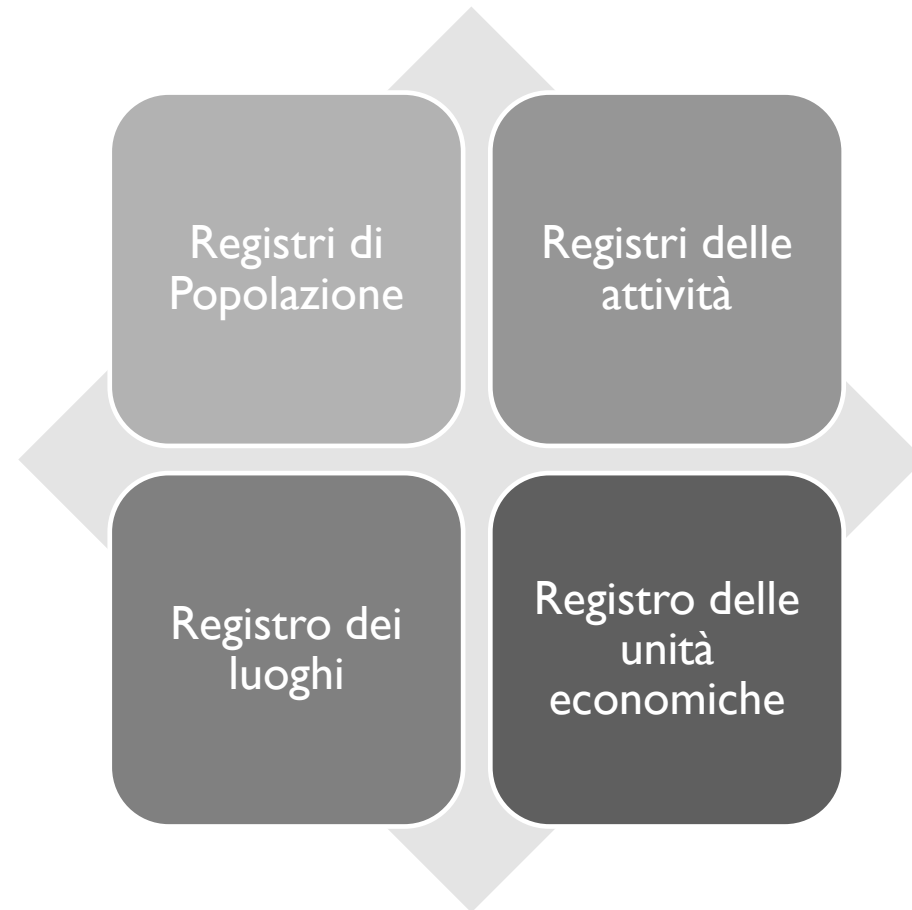 Registri di
Popolazione
Registri delle
attività
Registro dei
luoghi
Registro delle
unità
economiche